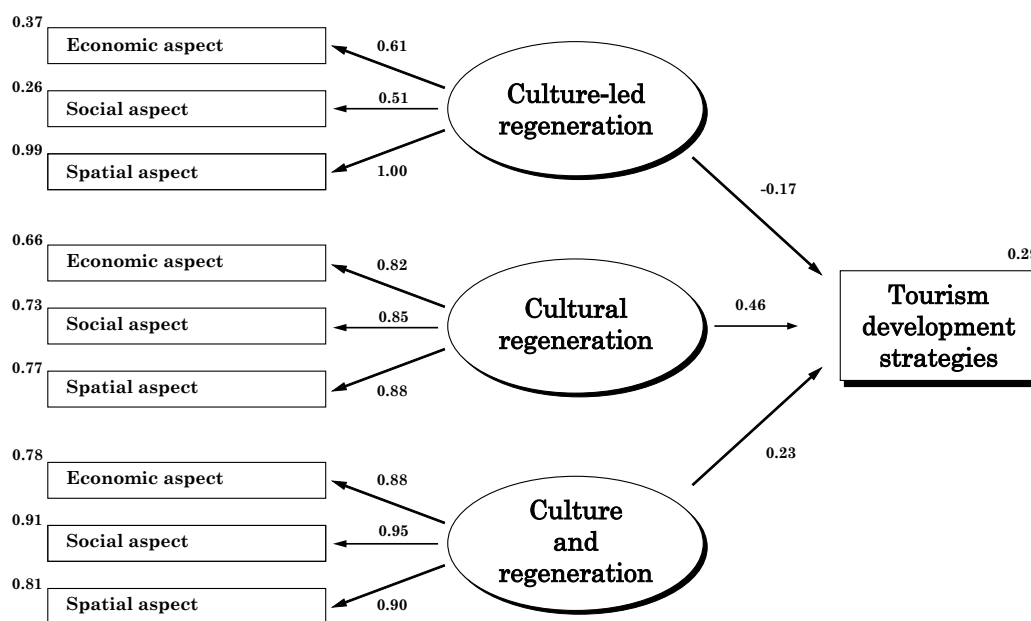 0.37
Economic aspect
0.61
0.26
Social aspect
0.51
0.99
Spatial aspect
1.00
Culture-led
regeneration
-0.17
0.66
Economic aspect
0.82
0.73
Social aspect
0.85
0.77
Spatial aspect
0.88
Cultural
regeneration
0.46
0.78
Economic aspect
0.88
0.91
Social aspect
0.95
0.81
Spatial aspect
0.90
Culture
and
regeneration
0.23
Tourism
development
strategies